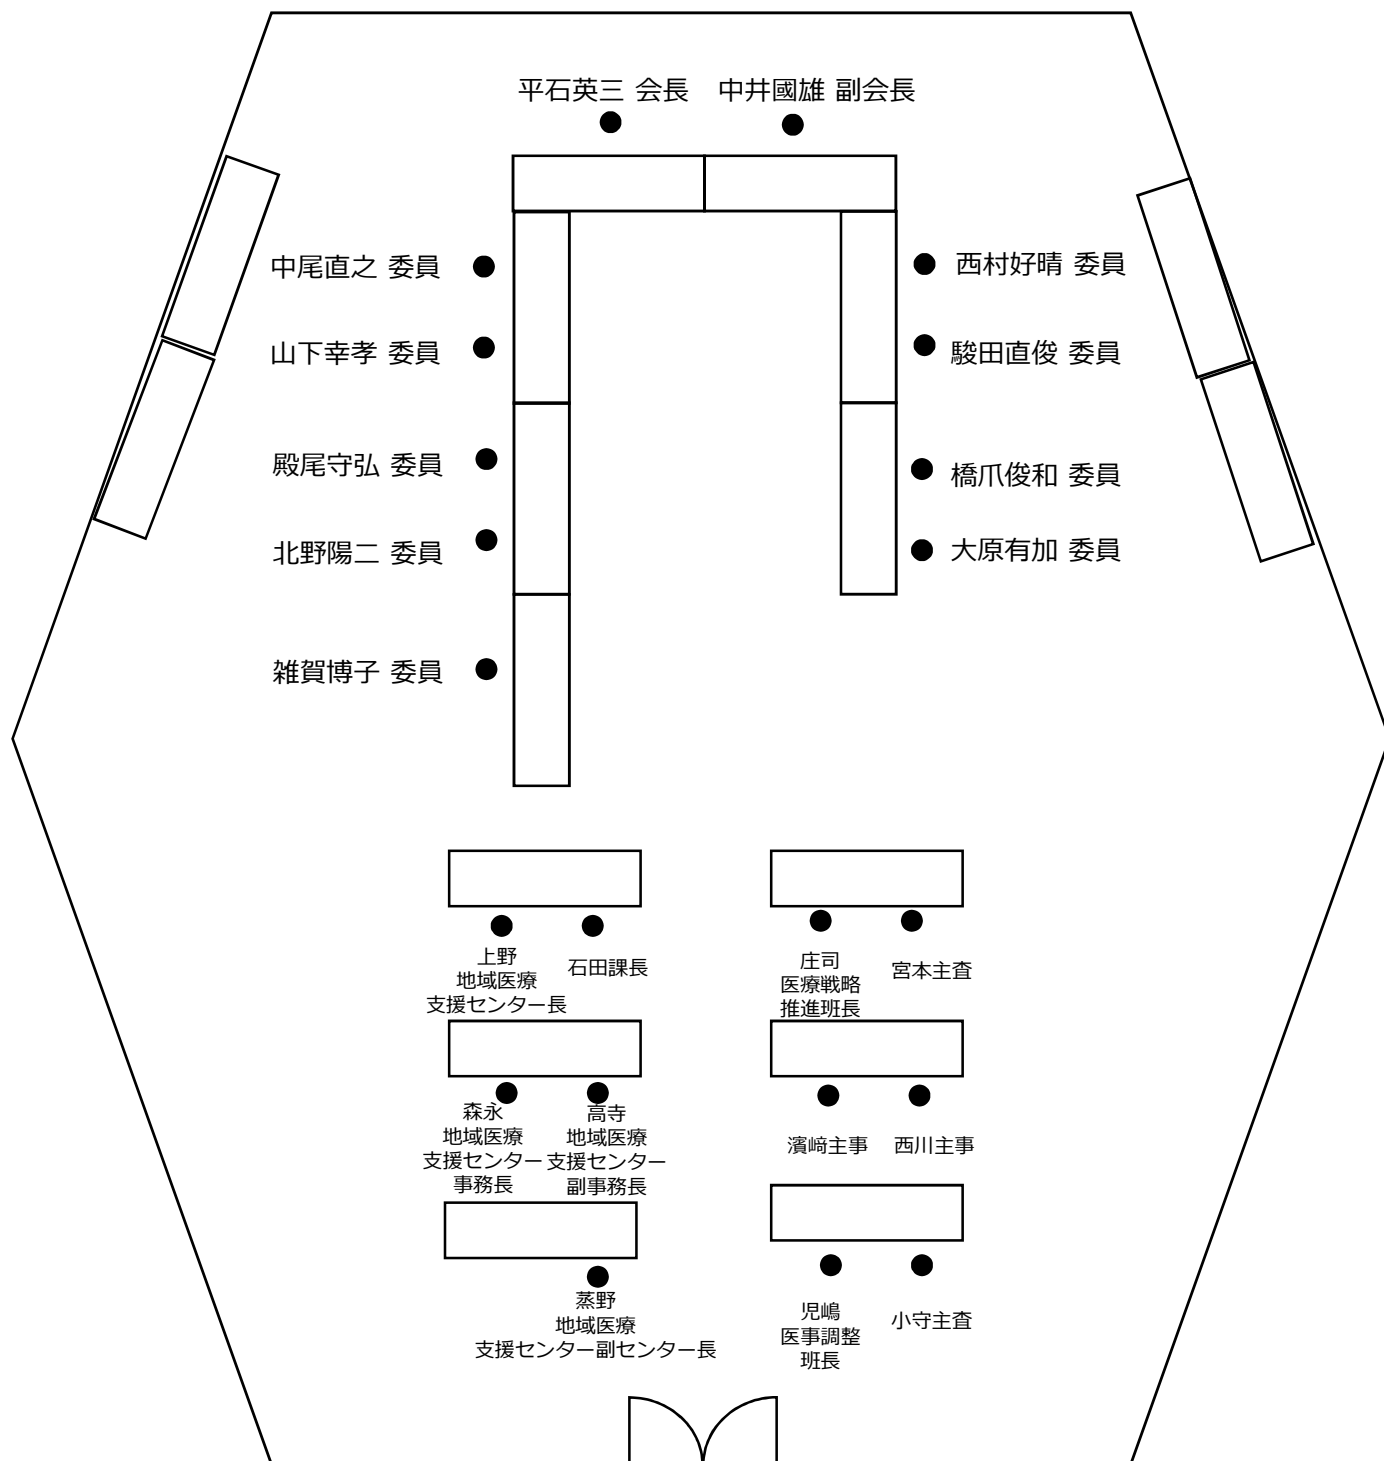 平石英三 会長
中井國雄 副会長
中尾直之 委員
西村好晴 委員
山下幸孝 委員
駿田直俊 委員
殿尾守弘 委員
橋爪俊和 委員
北野陽二 委員
大原有加 委員
雑賀博子 委員
上野
地域医療
支援センター長
石田課長
庄司
医療戦略
推進班長
宮本主査
森永
地域医療
支援センター
事務長
高寺
地域医療
支援センター
副事務長
濱﨑主事
西川主事
蒸野
地域医療
支援センター副センター長
児嶋
医事調整
班長
小守主査